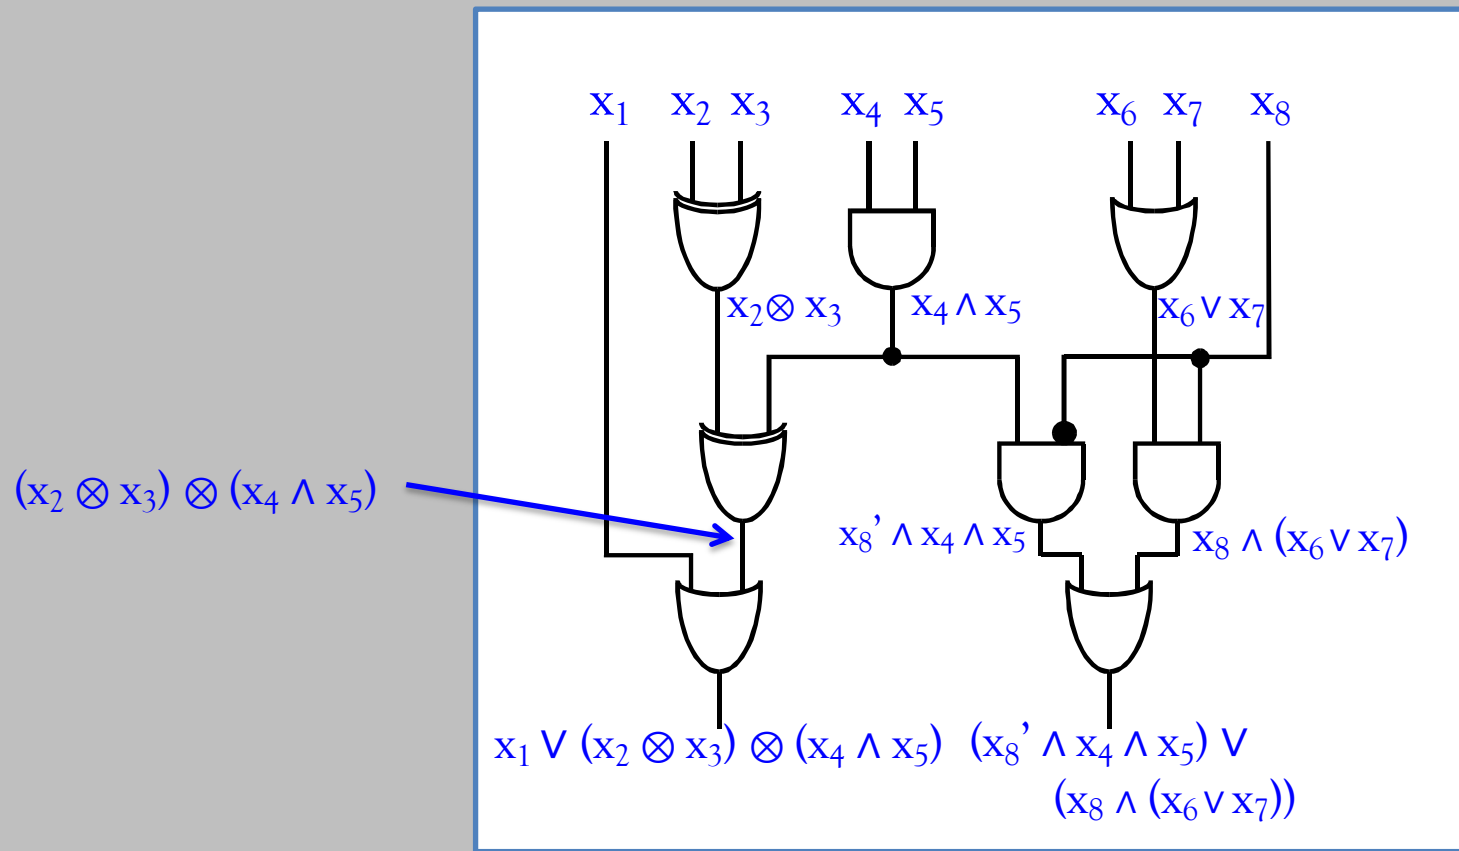 x₁ x₂ x₃ x₄ x₅ x₆ x₇ x₈
x₂⊗ x₃ x₄ ∧ x₅ x₆ ∨ x₇
(x₂ ⊗ x₃) ⊗ (x₄ ∧ x₅)
x₈’ ∧ x₄ ∧ x₅ x₈ ∧ (x₆ ∨ x₇)
x₁ ∨ (x₂ ⊗ x₃) ⊗ (x₄ ∧ x₅) (x₈’ ∧ x₄ ∧ x₅) ∨
(x₈ ∧ (x₆ ∨ x₇))